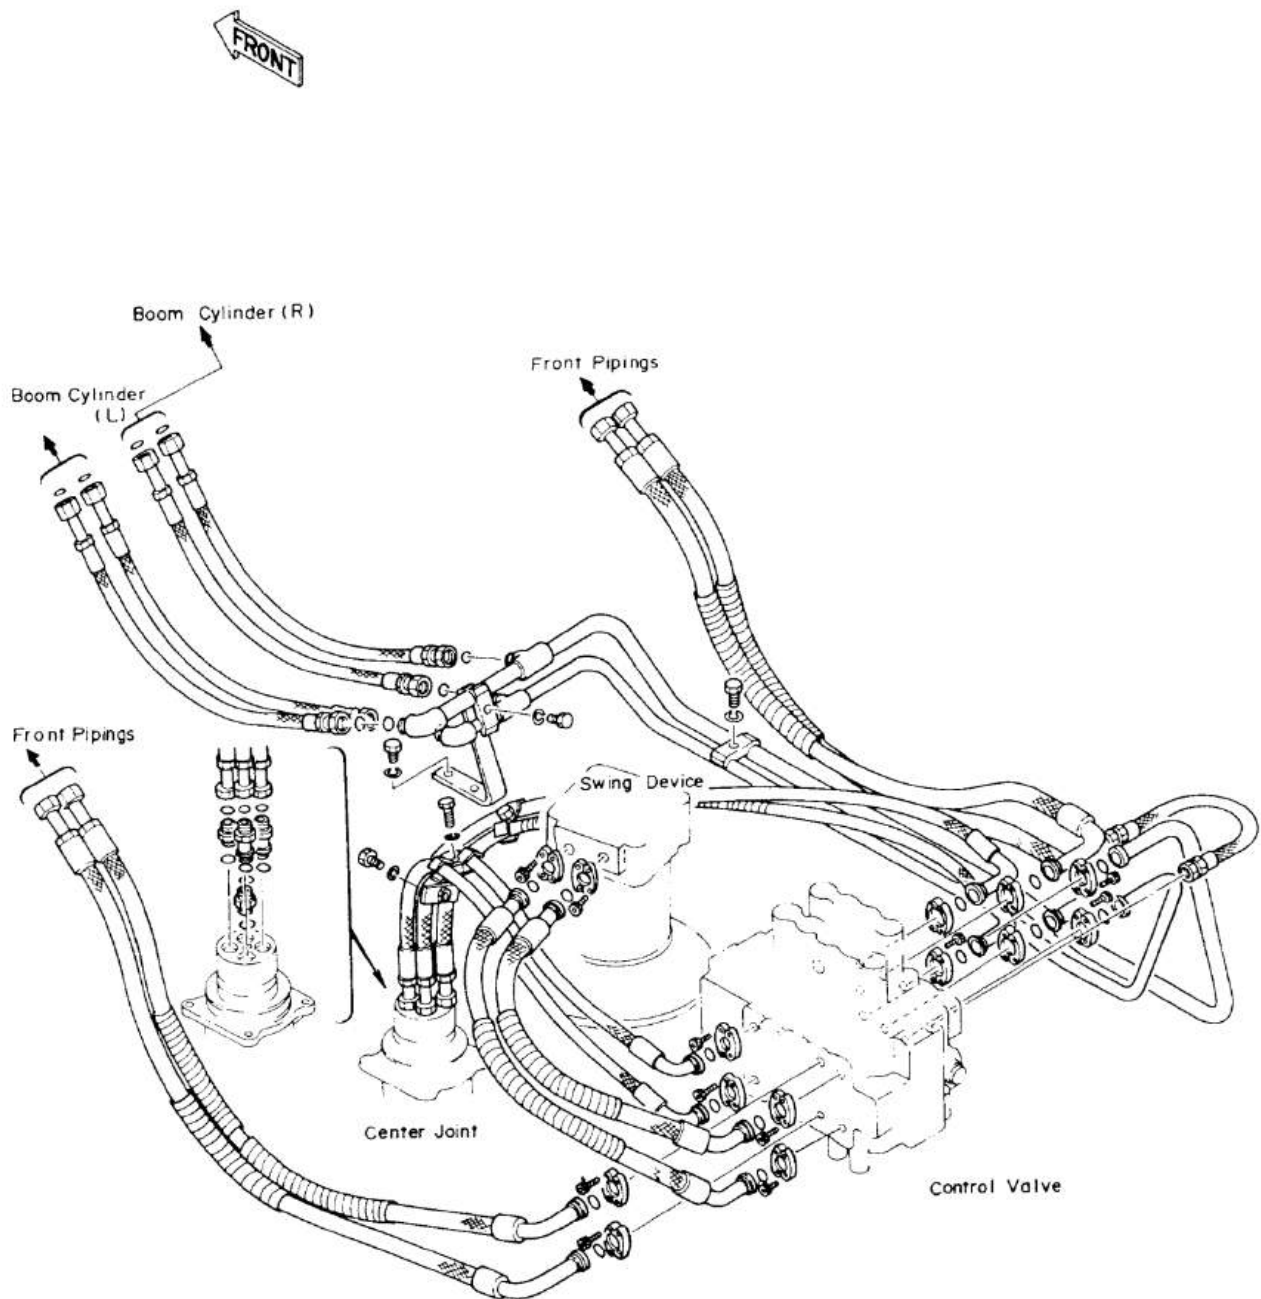 FRONT
Boom Cylinder (R)
Front Pipings
Boom Cylinder
(L)
Front Pipings
Swing Device
Center Joint
Control Valve